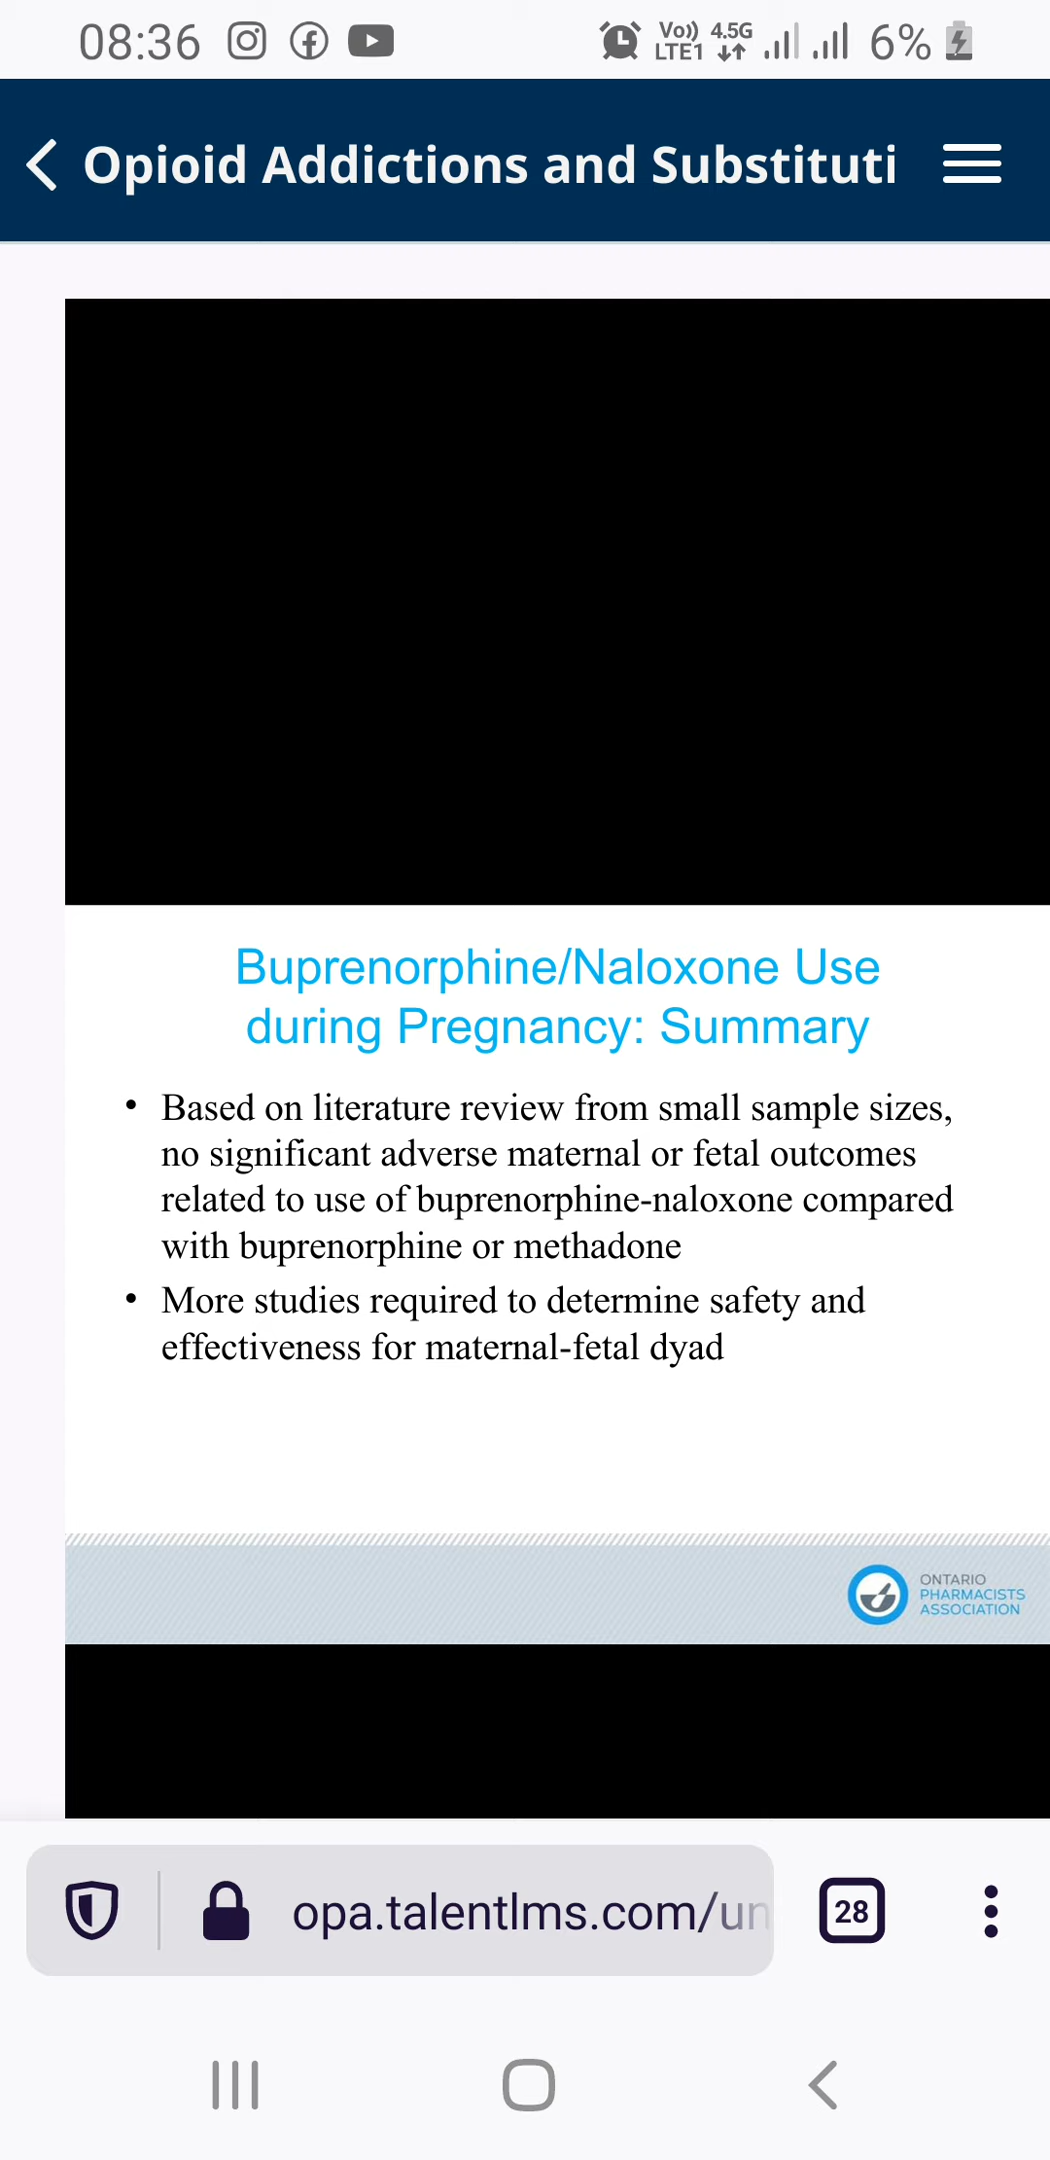 08:36 Vo)) LTE1 4.5G 6%
Opioid Addictions and Substituti
Buprenorphine/Naloxone Use
during Pregnancy: Summary
• Based on literature review from small sample sizes,
no significant adverse maternal or fetal outcomes
related to use of buprenorphine-naloxone compared
with buprenorphine or methadone
• More studies required to determine safety and
effectiveness for maternal-fetal dyad
ONTARIO
PHARMACISTS
ASSOCIATION
opa.talentlms.com/un 28